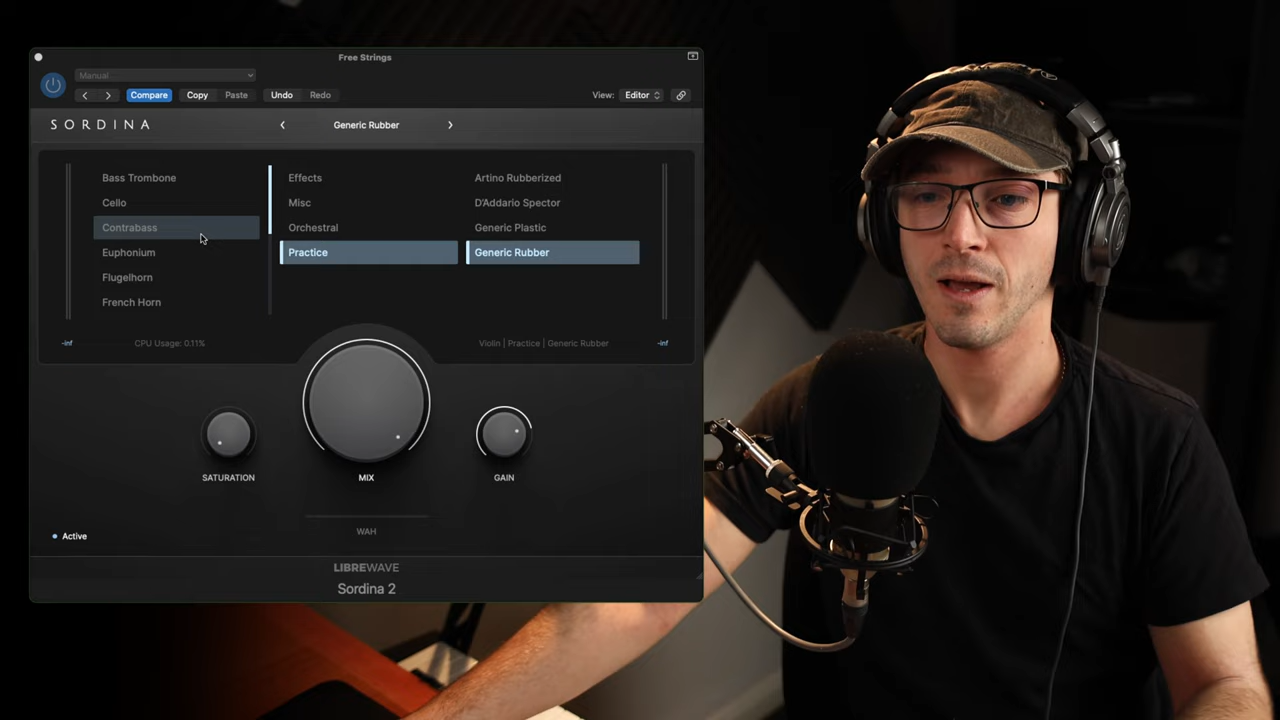 Free Strings
Manual
Compare Copy Paste Undo Redo View: Editor
SORDINA Generic Rubber
Bass Trombone Effects Artino Rubberized
Cello Misc D'Addario Spector
Contrabass Orchestral Generic Plastic
Euphonium Practice Generic Rubber
Flugelhorn
French Horn
-inf CPU Usage: 0.11% Violin | Practice | Generic Rubber -inf
SATURATION MIX GAIN
WAH
Active
LIBREWAVE
Sordina 2